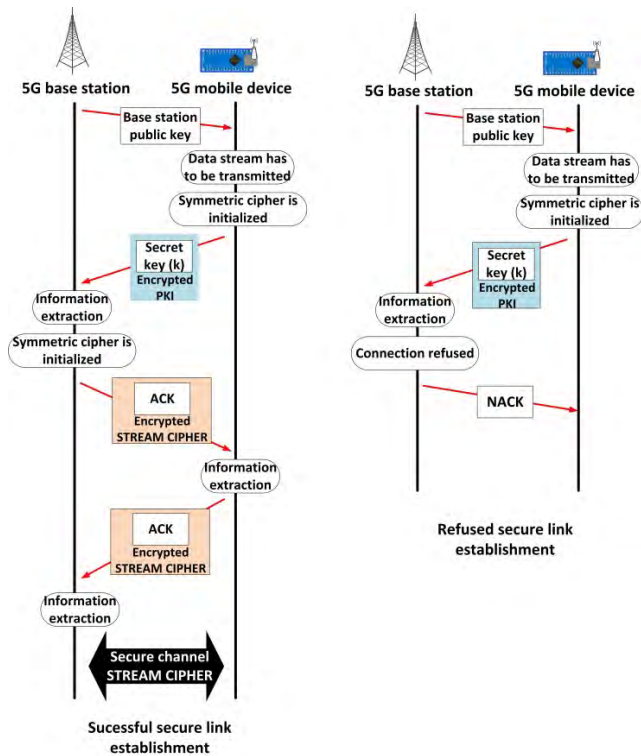 5G base station
5G mobile device
Base station
public key
Data stream has
to be transmitted
Symmetric cipher is
initialized
Secret
key (k)
Encrypted
PKI
Information
extraction
Symmetric cipher is
initialized
ACK
Encrypted
STREAM CIPHER
Information
extraction
ACK
Encrypted
STREAM CIPHER
Information
extraction
Secure channel
STREAM CIPHER
Sucessful secure link
establishment
5G base station
5G mobile device
Base station
public key
Data stream has
to be transmitted
Symmetric cipher is
initialized
Secret
key (k)
Encrypted
PKI
Information
extraction
Connection refused
NACK
Refused secure link
establishment